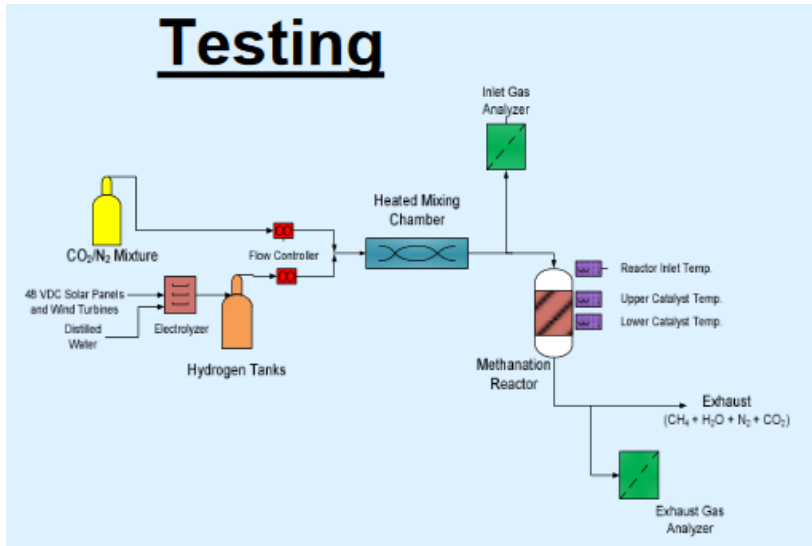 Testing
Inlet Gas
Analyzer
Heated Mixing
Chamber
CO₂/N₂ Mixture
Flow Controller
Reactor Inlet Temp.
Upper Catalyst Temp.
Lower Catalyst Temp.
48 VDC Solar Panels
and Wind Turbines
Distilled
Water
Electrolyzer
Hydrogen Tanks
Methanation
Reactor
Exhaust
(CH₄ + H₂O + N₂ + CO₂)
Exhaust Gas
Analyzer